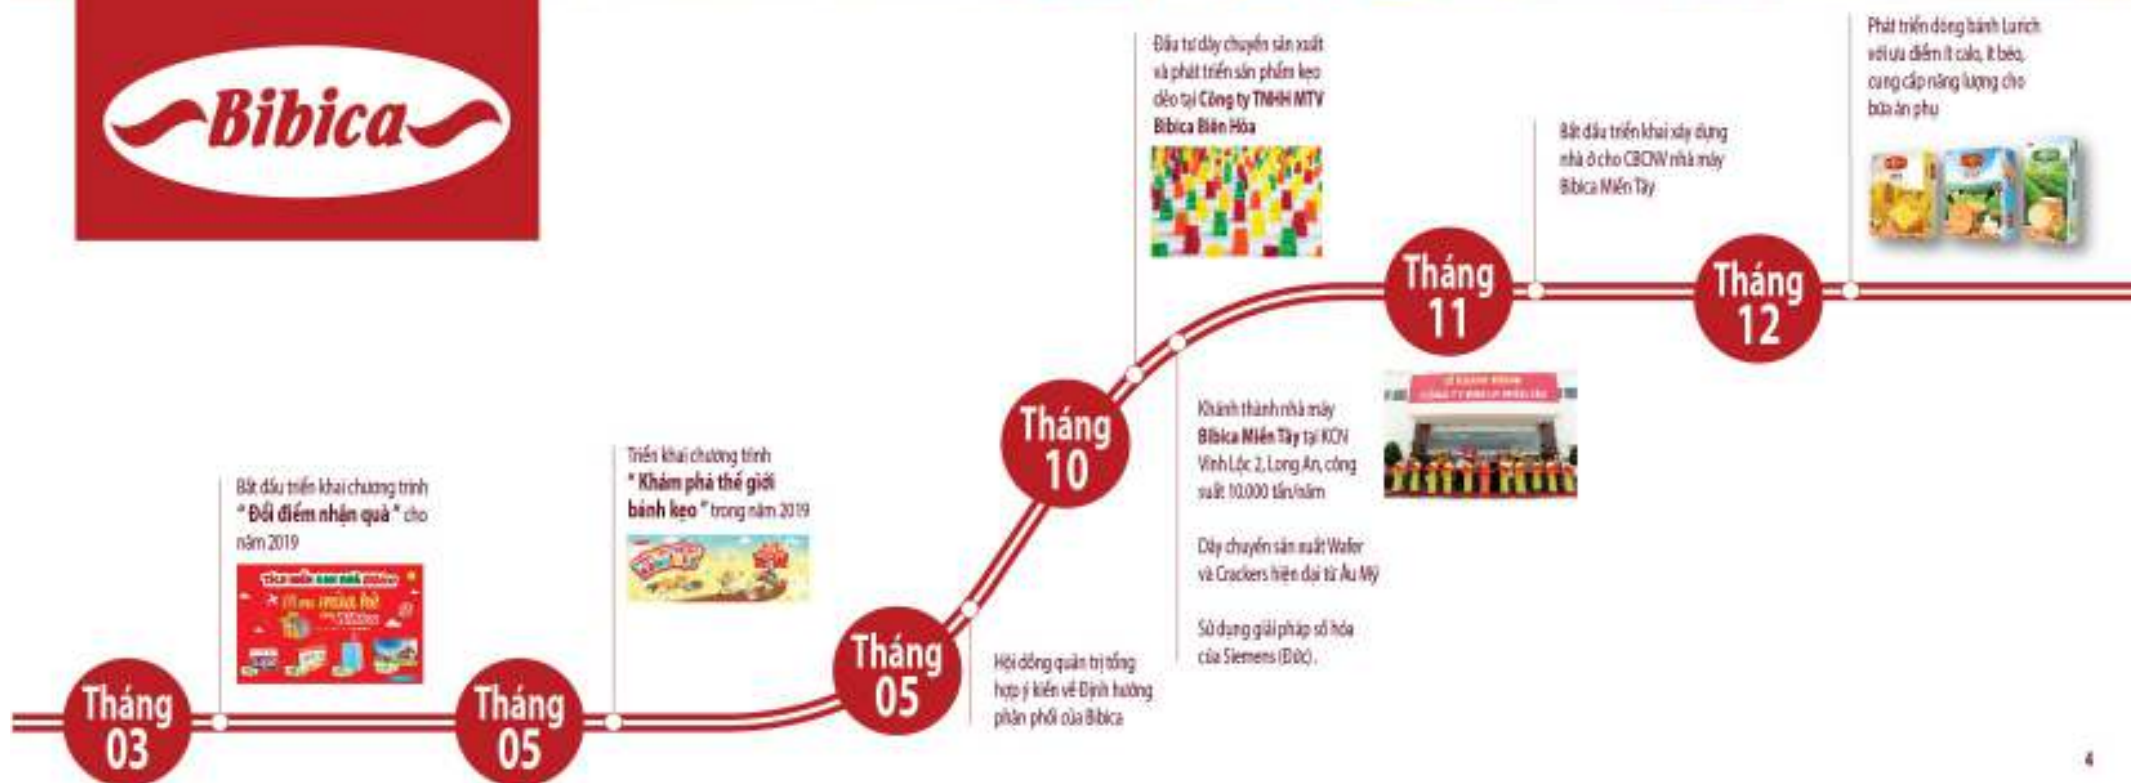 Bibica
Tháng
03
Bắt đầu triển khai chương trình
" Đổi điểm nhận quà " cho
năm 2019
Tháng
05
Triển khai chương trình
" Khám phá thế giới
bánh kẹo " trong năm 2019
Tháng
05
Hội đồng quản trị tổng
hợp ý kiến về Định hướng
phân phối của Bibica
Tháng
10
Đầu tư dây chuyền sản xuất
và phát triển sản phẩm kẹo
dẻo tại Công ty TNHH MTV
Bibica Biên Hòa
Khánh thành nhà máy
Bibica Miền Tây tại KCN
Vĩnh Lộc 2, Long An, công
suất 10.000 tấn/năm
Dây chuyền sản xuất Wafer
và Crackers hiện đại từ Âu Mỹ
Sử dụng giải pháp số hóa
của Siemens (Đức).
Tháng
11
Bắt đầu triển khai xây dựng
nhà ở cho CBCNV nhà máy
Bibica Miền Tây
Tháng
12
Phát triển dòng bánh Lurich
với ưu điểm ít calo, ít béo,
cung cấp năng lượng cho
bữa ăn phụ
mùa hè
4